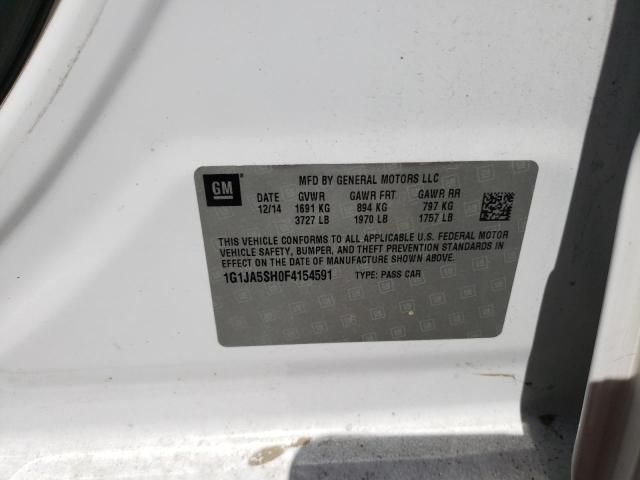 GM
MFD BY GENERAL MOTORS LLC
DATE GVWR GAWR FRT GAWR RR
12/14 1691 KG 894 KG 797 KG
3727 LB 1970 LB 1757 LB
THIS VEHICLE CONFORMS TO ALL APPLICABLE U.S. FEDERAL MOTOR
VEHICLE SAFETY, BUMPER, AND THEFT PREVENTION STANDARDS IN
EFFECT ON THE DATE OF MANUFACTURE SHOWN ABOVE.
1G1JA5SH0F4154591 TYPE: PASS CAR